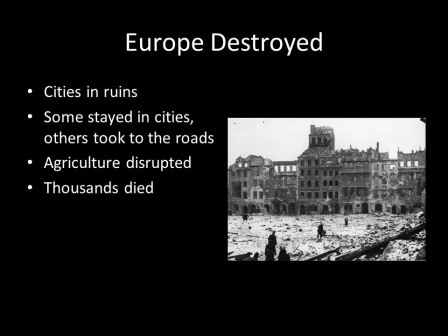 Europe Destroyed
• Cities in ruins
• Some stayed in cities,
others took to the roads
• Agriculture disrupted
• Thousands died